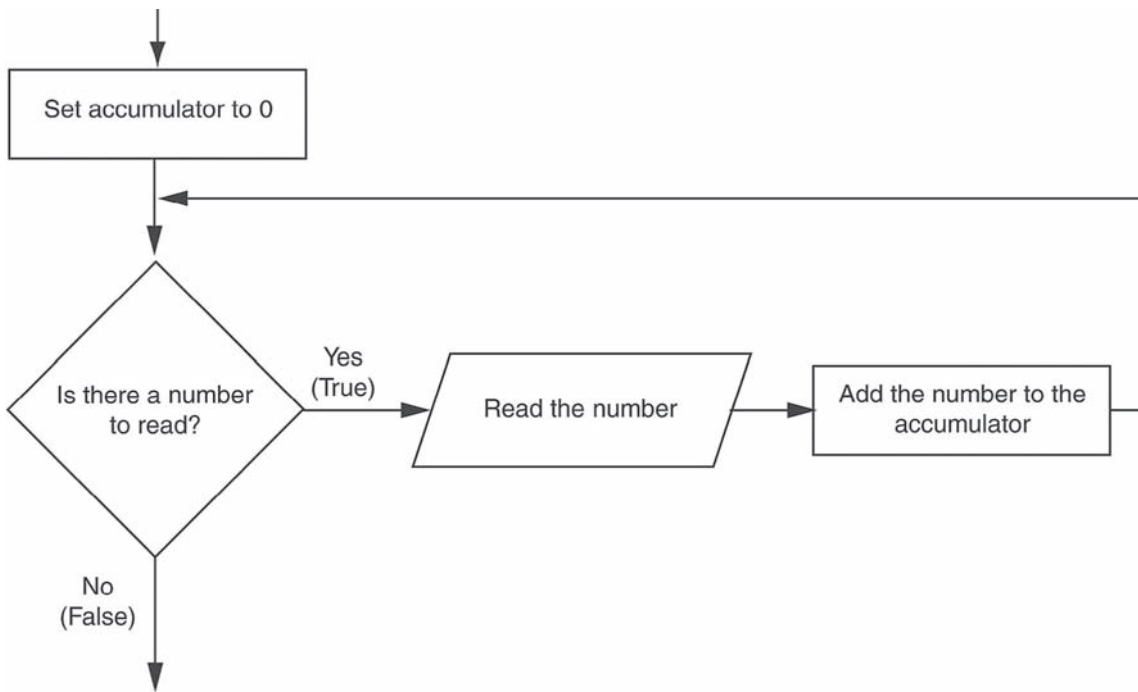 Set accumulator to 0
Is there a number
to read?
Yes
(True)
Read the number
Add the number to the
accumulator
No
(False)